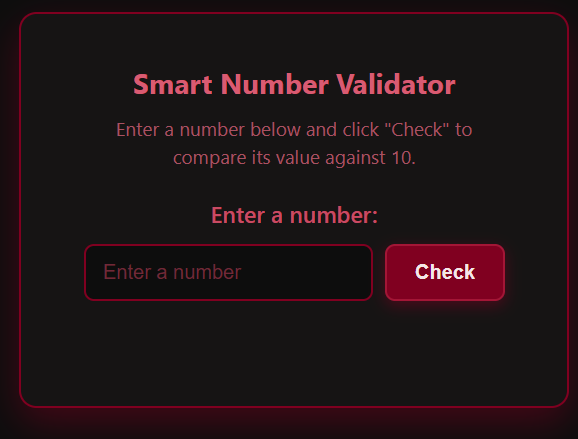 Smart Number Validator
Enter a number below and click "Check" to
compare its value against 10.
Enter a number:
Enter a number
Check